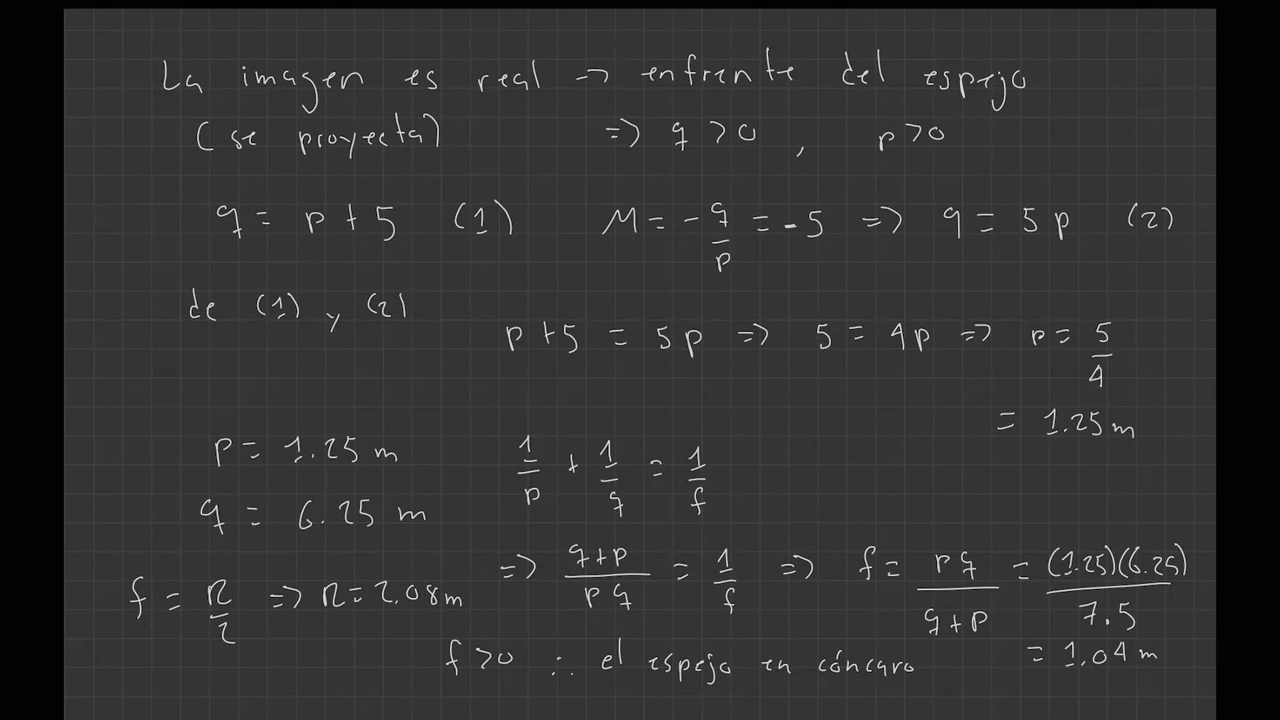 La imagen es real → enfrente del espejo
(se proyecta) => q > 0 , p > 0
q = p + 5 (1) M = - q/p = - 5 => q = 5p (2)
de (1) y (2)
p + 5 = 5p => 5 = 4p => p = 5/4
= 1.25 m
p = 1.25 m 1/p + 1/q = 1/f
q = 6.25 m
f = R/2 => R = 2.08 m => q+p/pq = 1/f => f = pq/q+p = (1.25)(6.25)/7.5
f > 0 ∴ el espejo en cóncavo = 1.04 m